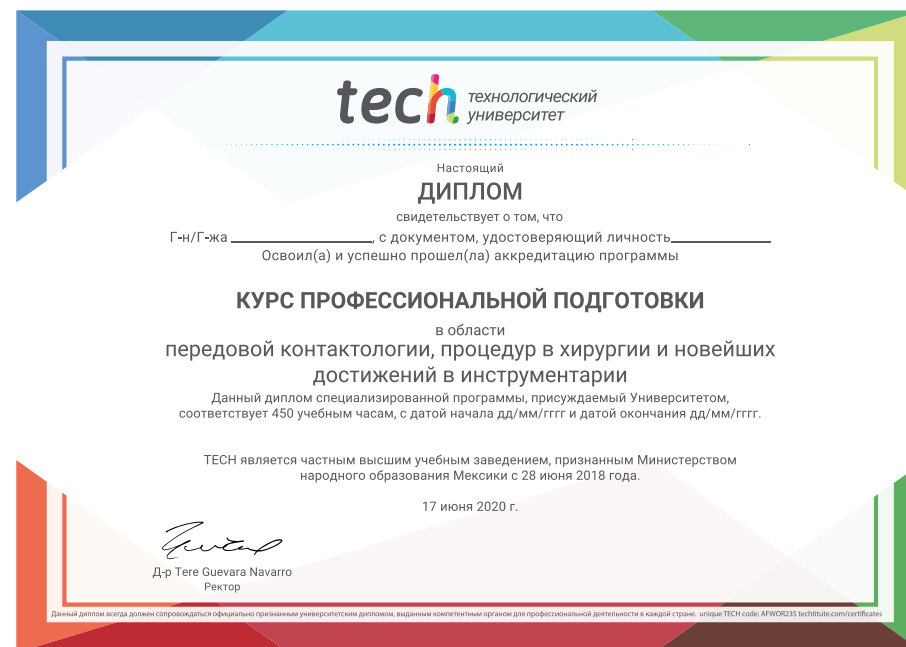 tech технологический
университет
Настоящий
ДИПЛОМ
свидетельствует о том, что
Г-н/Г-жа ________________, с документом, удостоверяющий личность____________
Освоил(а) и успешно прошел(ла) аккредитацию программы
КУРС ПРОФЕССИОНАЛЬНОЙ ПОДГОТОВКИ
в области
передовой контактологии, процедур в хирургии и новейших
достижений в инструментарии
Данный диплом специализированной программы, присуждаемый Университетом,
соответствует 450 учебным часам, с датой начала дд/мм/гггг и датой окончания дд/мм/гггг.
TECH является частным высшим учебным заведением, признанным Министерством
народного образования Мексики с 28 июня 2018 года.
17 июня 2020 г.
Д-р Tere Guevara Navarro
Ректор
Данный диплом всегда должен сопровождаться официально признанным университетским дипломом, выданным компетентным органом для профессиональной деятельности в каждой стране. unique TECH code: AFWOR23S techtitute.com/certificates